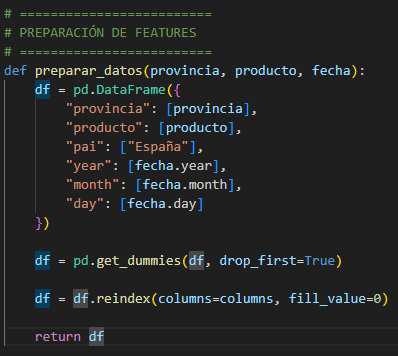 # =========================
# PREPARACIÓN DE FEATURES
# =========================
def preparar_datos(provincia, producto, fecha):
    df = pd.DataFrame({
        "provincia": [provincia],
        "producto": [producto],
        "pai": ["España"],
        "year": [fecha.year],
        "month": [fecha.month],
        "day": [fecha.day]
    })

    df = pd.get_dummies(df, drop_first=True)

    df = df.reindex(columns=columns, fill_value=0)

    return df